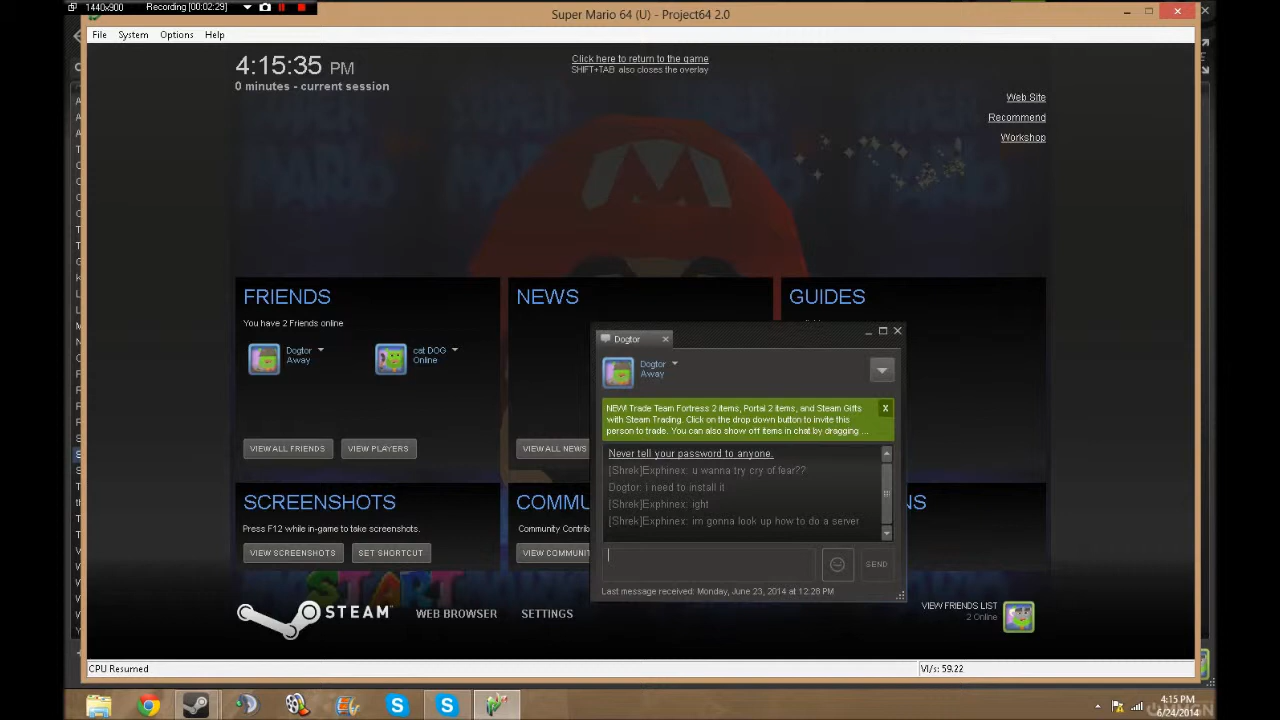 1440x900 Recording [00:02:29]
Super Mario 64 (U) - Project64 2.0
File System Options Help
4:15:35 PM
0 minutes - current session
Click here to return to the game
SHIFT+TAB also closes the overlay
Web Site
Recommend
Workshop
FRIENDS
You have 2 Friends online
Dogtor
Away
cat DOG
Online
VIEW ALL FRIENDS VIEW PLAYERS
NEWS
VIEW ALL NEWS
GUIDES
Dogtor
Dogtor
Away
NEW! Trade Team Fortress 2 items, Portal 2 items, and Steam Gifts
with Steam Trading. Click on the drop down button to invite this
person to trade. You can also show off items in chat by dragging ...
X
Never tell your password to anyone.
[Shrek]Exphinex: u wanna try cry of fear??
Dogtor: i need to install it
[Shrek]Exphinex: ight
[Shrek]Exphinex: im gonna look up how to do a server
SEND
Last message received: Monday, June 23, 2014 at 12:28 PM
SCREENSHOTS
Press F12 while in-game to take screenshots.
VIEW SCREENSHOTS SET SHORTCUT
COMMU
Community Contrib
VIEW COMMUNIT
NS
START
STEAM WEB BROWSER SETTINGS
VIEW FRIENDS LIST
2 Online
CPU Resumed
VI/s: 59.22
4:15 PM
6/24/2014